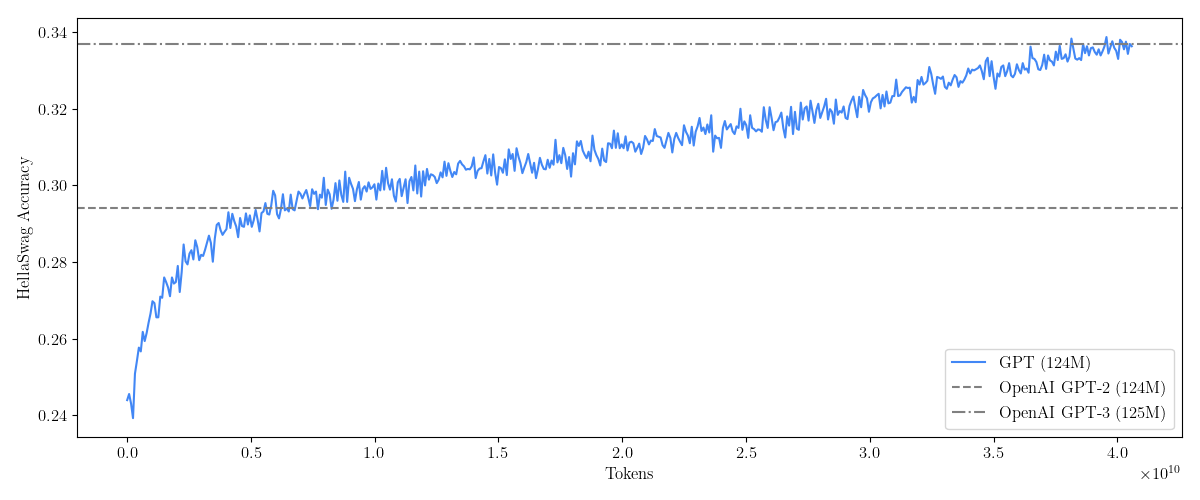 0.34
0.32
0.30
0.28
0.26
0.24
HellaSwag Accuracy
GPT (124M)
OpenAI GPT-2 (124M)
OpenAI GPT-3 (125M)
0.0 0.5 1.0 1.5 2.0 2.5 3.0 3.5 4.0
Tokens
×10¹⁰